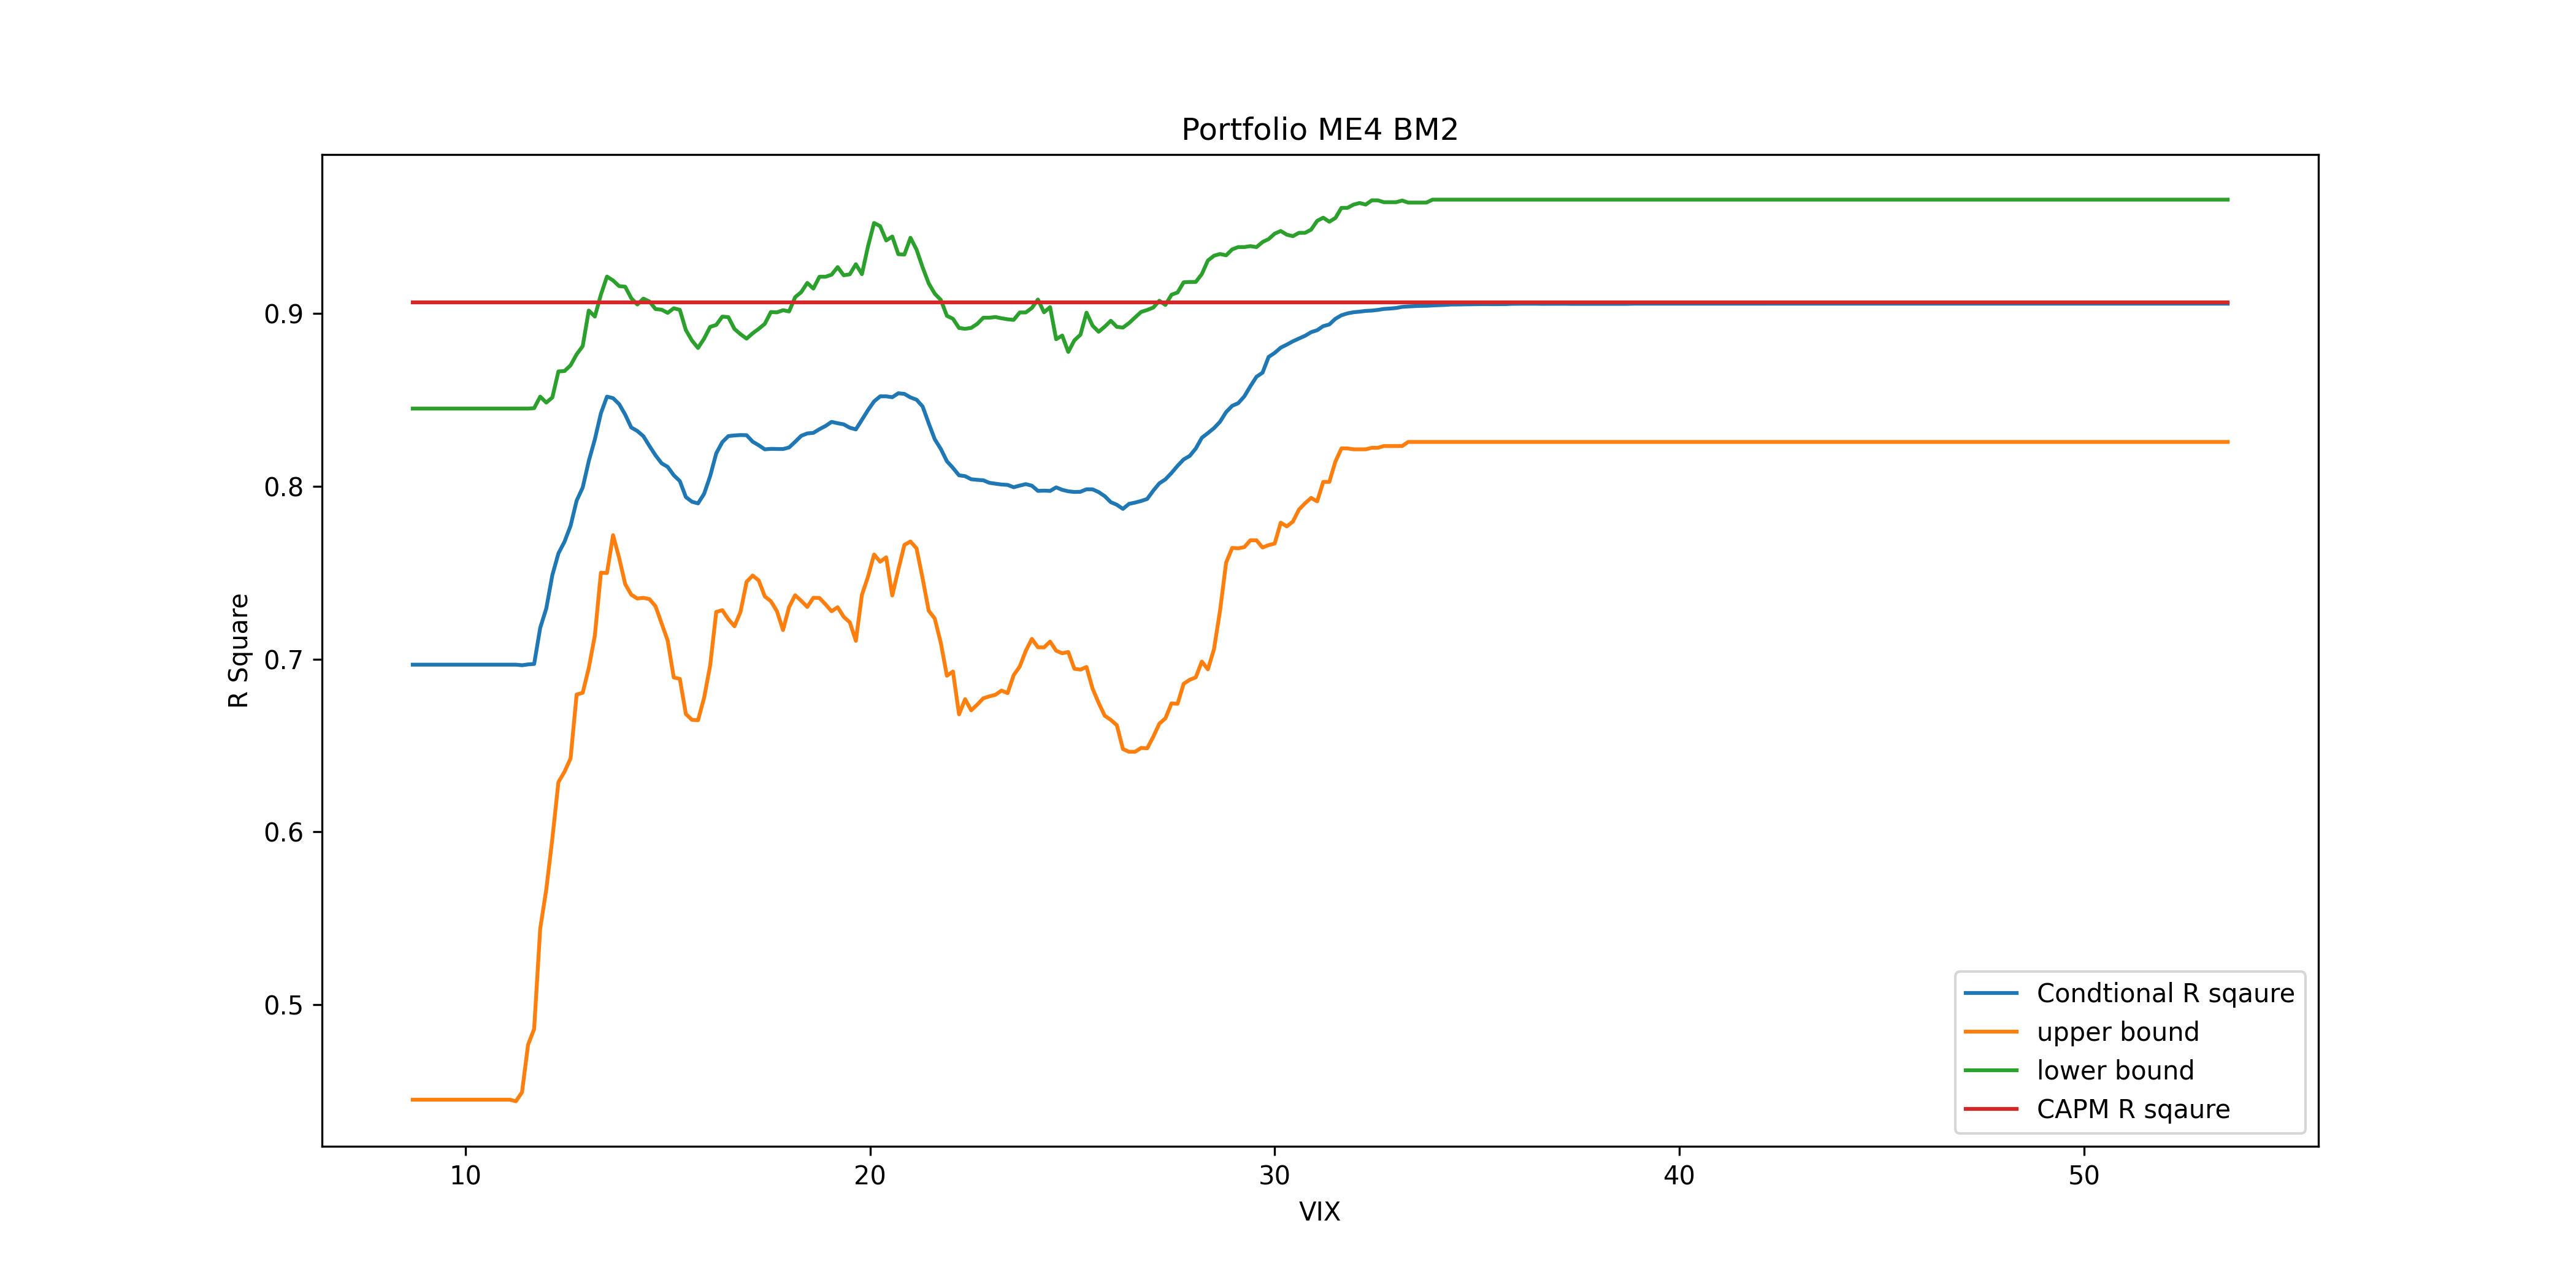 Portfolio ME4 BM2
R Square
0.9
0.8
0.7
0.6
0.5
10 20 30 40 50
VIX
Condtional R sqaure
upper bound
lower bound
CAPM R sqaure